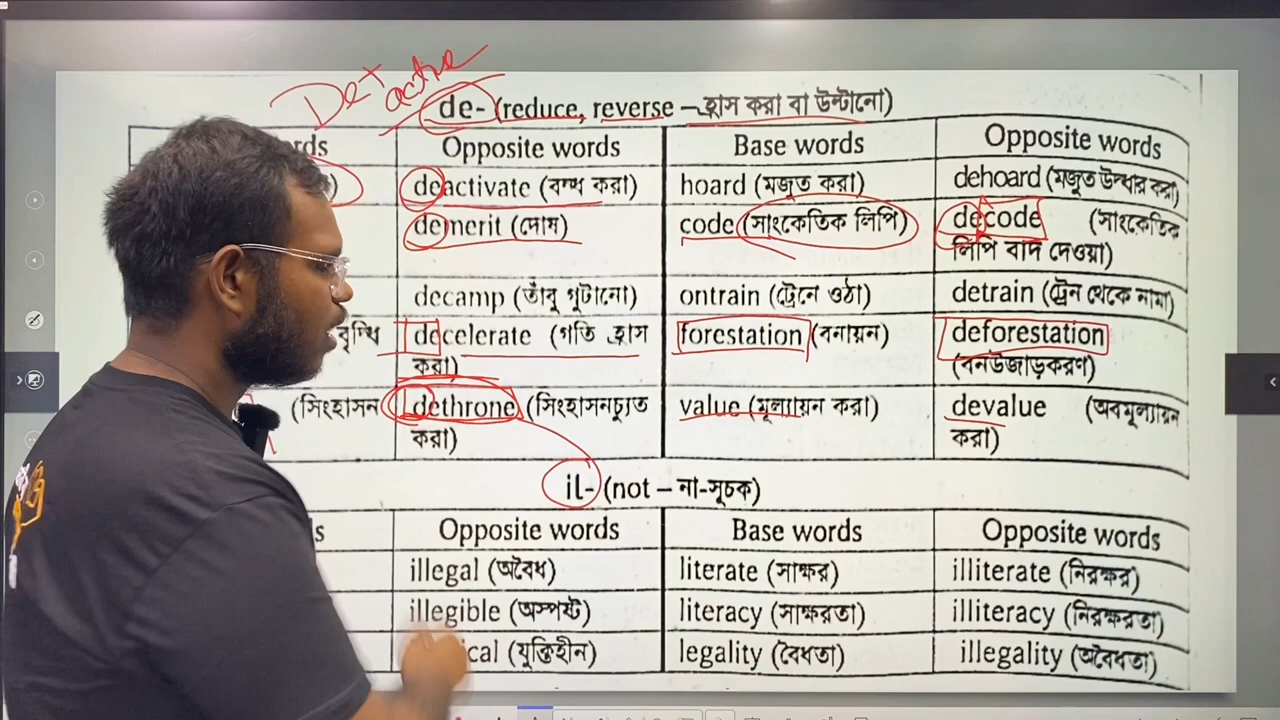 De+
active
de- (reduce, reverse – হ্রাস করা বা উল্টানো)
rds Opposite words Base words Opposite words
) deactivate (বন্ধ করা) hoard (মজুত করা) dehoard (মজুত উদ্ধার করা)
demerit (দোষ) code (সাংকেতিক লিপি) decode (সাংকেতিক
লিপি বাদ দেওয়া)
decamp (তাঁবু গুটানো) ontrain (ট্রেনে ওঠা) detrain (ট্রেন থেকে নামা)
বৃদ্ধি decelerate (গতি হ্রাস forestation (বনায়ন) deforestation
করা) (বনউজাড়করণ)
(সিংহাসন dethrone (সিংহাসনচ্যুত value (মূল্যায়ন করা) devalue (অবমূল্যায়ন
করা) করা)
il- (not – না-সূচক)
s Opposite words Base words Opposite words
illegal (অবৈধ) literate (সাক্ষর) illiterate (নিরক্ষর)
illegible (অস্পষ্ট) literacy (সাক্ষরতা) illiteracy (নিরক্ষরতা)
ical (যুক্তিহীন) legality (বৈধতা) illegality (অবৈধতা)